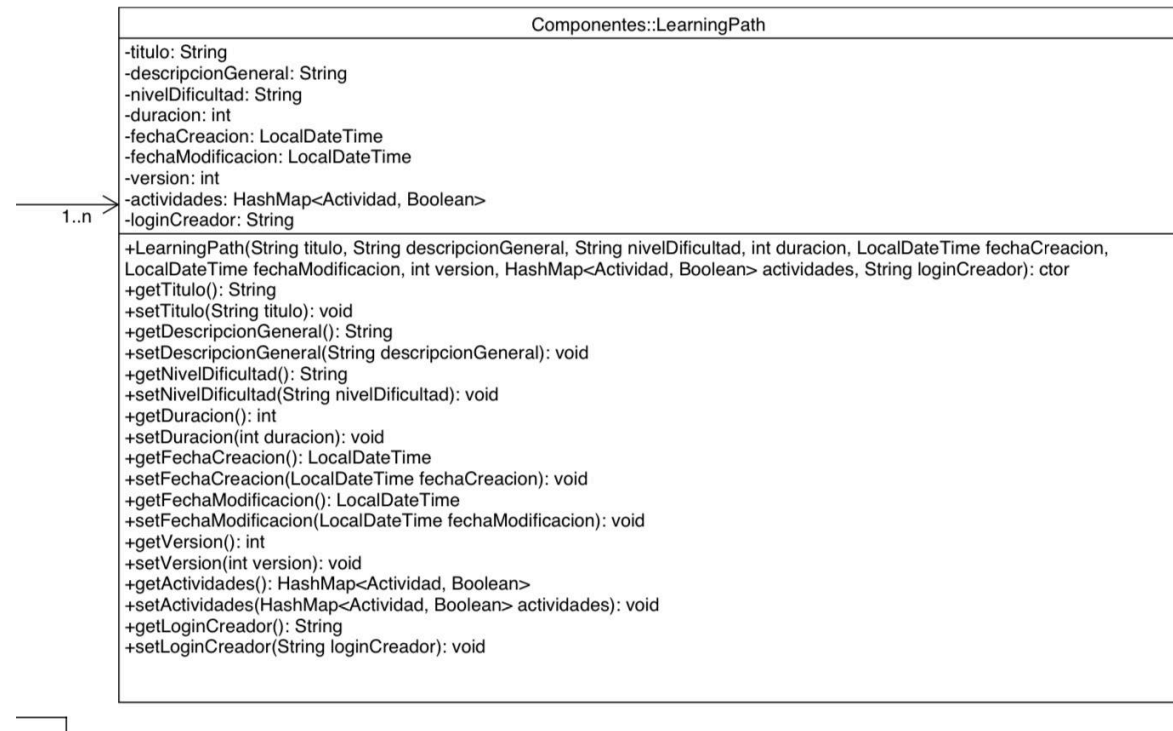 Componentes::LearningPath
-titulo: String
-descripcionGeneral: String
-nivelDificultad: String
-duracion: int
-fechaCreacion: LocalDateTime
-fechaModificacion: LocalDateTime
-version: int
-actividades: HashMap<Actividad, Boolean>
1..n
-loginCreador: String
+LearningPath(String titulo, String descripcionGeneral, String nivelDificultad, int duracion, LocalDateTime fechaCreacion,
LocalDateTime fechaModificacion, int version, HashMap<Actividad, Boolean> actividades, String loginCreador): ctor
+getTitulo(): String
+setTitulo(String titulo): void
+getDescripcionGeneral(): String
+setDescripcionGeneral(String descripcionGeneral): void
+getNivelDificultad(): String
+setNivelDificultad(String nivelDificultad): void
+getDuracion(): int
+setDuracion(int duracion): void
+getFechaCreacion(): LocalDateTime
+setFechaCreacion(LocalDateTime fechaCreacion): void
+getFechaModificacion(): LocalDateTime
+setFechaModificacion(LocalDateTime fechaModificacion): void
+getVersion(): int
+setVersion(int version): void
+getActividades(): HashMap<Actividad, Boolean>
+setActividades(HashMap<Actividad, Boolean> actividades): void
+getLoginCreador(): String
+setLoginCreador(String loginCreador): void